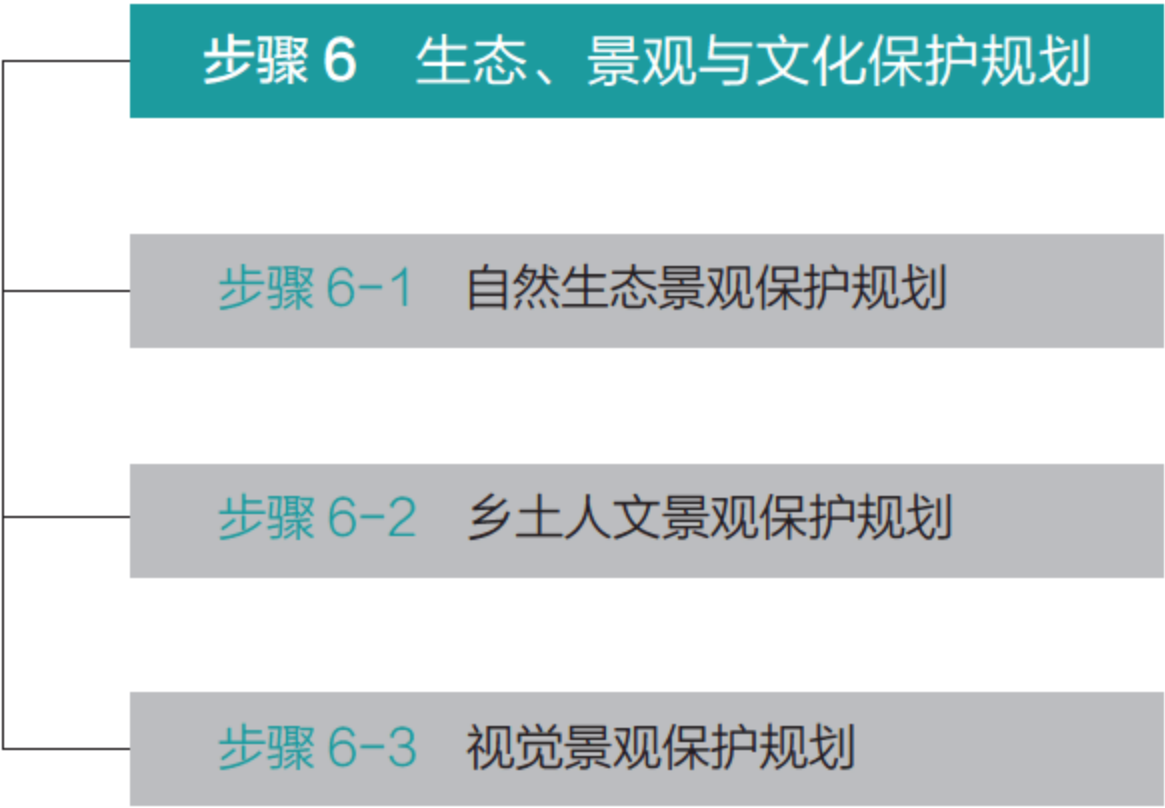 步骤 6 生态、景观与文化保护规划
步骤 6-1 自然生态景观保护规划
步骤 6-2 乡土人文景观保护规划
步骤 6-3 视觉景观保护规划